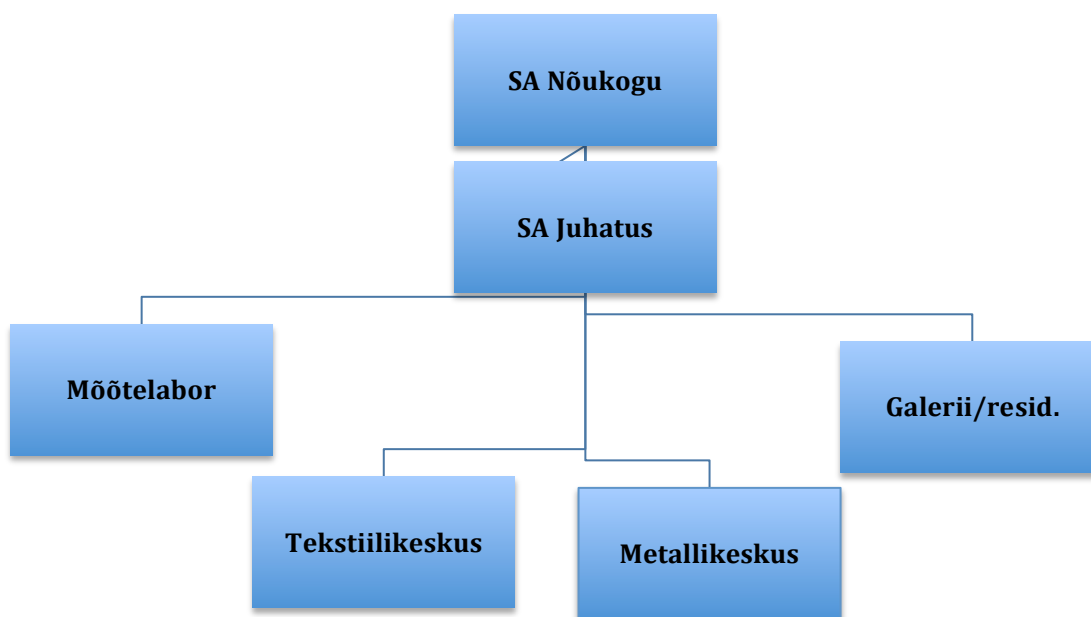 SA Nõukogu
SA Juhatus
Mõõtelabor
Galerii/resid.
Tekstiilikeskus
Metallikeskus